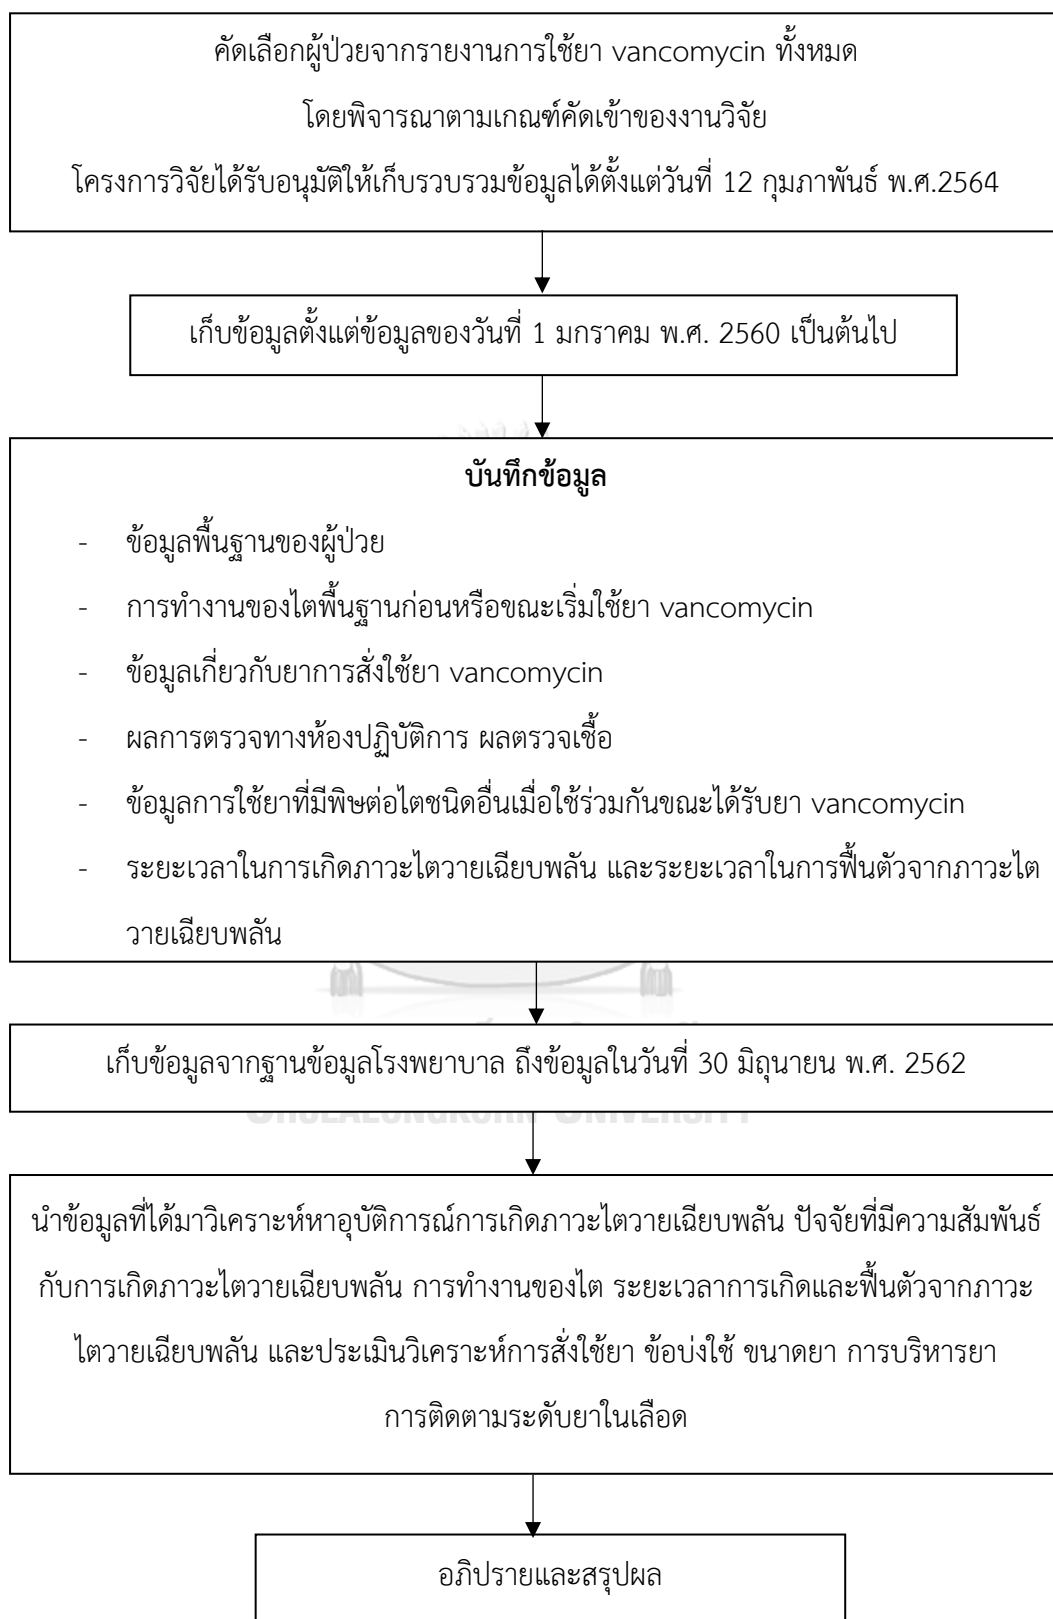 คัดเลือกผู้ป่วยจากรายงานการใช้ยา vancomycin ทั้งหมด
โดยพิจารณาตามเกณฑ์คัดเข้าของงานวิจัย
โครงการวิจัยได้รับอนุมัติให้เก็บรวบรวมข้อมูลได้ตั้งแต่วันที่ 12 กุมภาพันธ์ พ.ศ.2564
เก็บข้อมูลตั้งแต่ข้อมูลของวันที่ 1 มกราคม พ.ศ. 2560 เป็นต้นไป
บันทึกข้อมูล
- ข้อมูลพื้นฐานของผู้ป่วย
- การทำงานของไตพื้นฐานก่อนหรือขณะเริ่มใช้ยา vancomycin
- ข้อมูลเกี่ยวกับยาการสั่งใช้ยา vancomycin
- ผลการตรวจทางห้องปฏิบัติการ ผลตรวจเชื้อ
- ข้อมูลการใช้ยาที่มีพิษต่อไตชนิดอื่นเมื่อใช้ร่วมกันขณะได้รับยา vancomycin
- ระยะเวลาในการเกิดภาวะไตวายเฉียบพลัน และระยะเวลาในการฟื้นตัวจากภาวะไต
วายเฉียบพลัน
เก็บข้อมูลจากฐานข้อมูลโรงพยาบาล ถึงข้อมูลในวันที่ 30 มิถุนายน พ.ศ. 2562
CHULALONGKORN UNIVERSITY
นำข้อมูลที่ได้มาวิเคราะห์หาอุบัติการณ์การเกิดภาวะไตวายเฉียบพลัน ปัจจัยที่มีความสัมพันธ์
กับการเกิดภาวะไตวายเฉียบพลัน การทำงานของไต ระยะเวลาการเกิดและฟื้นตัวจากภาวะ
ไตวายเฉียบพลัน และประเมินวิเคราะห์การสั่งใช้ยา ข้อบ่งใช้ ขนาดยา การบริหารยา
การติดตามระดับยาในเลือด
อภิปรายและสรุปผล